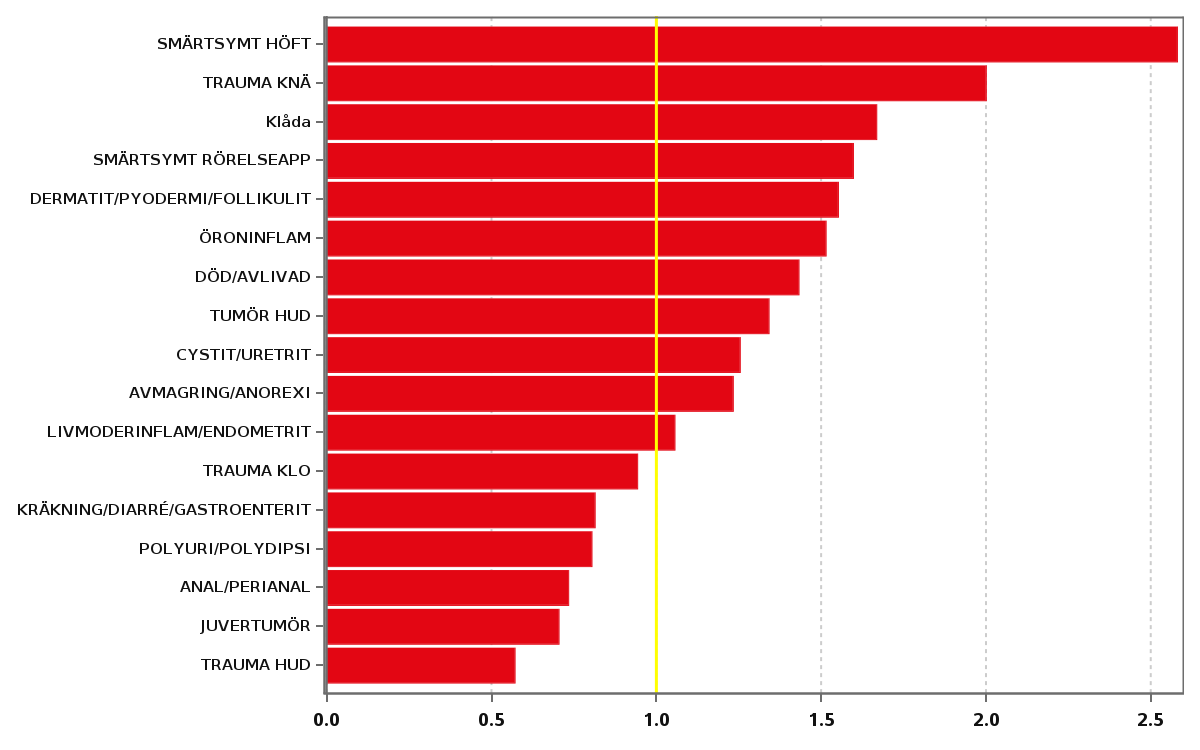 SMÄRTSYMT HÖFT
TRAUMA KNÄ
Klåda
SMÄRTSYMT RÖRELSEAPP
DERMATIT/PYODERMI/FOLLIKULIT
ÖRONINFLAM
DÖD/AVLIVAD
TUMÖR HUD
CYSTIT/URETRIT
AVMAGRING/ANOREXI
LIVMODERINFLAM/ENDOMETRIT
TRAUMA KLO
KRÄKNING/DIARRÉ/GASTROENTERIT
POLYURI/POLYDIPSI
ANAL/PERIANAL
JUVERTUMÖR
TRAUMA HUD
0.0 0.5 1.0 1.5 2.0 2.5